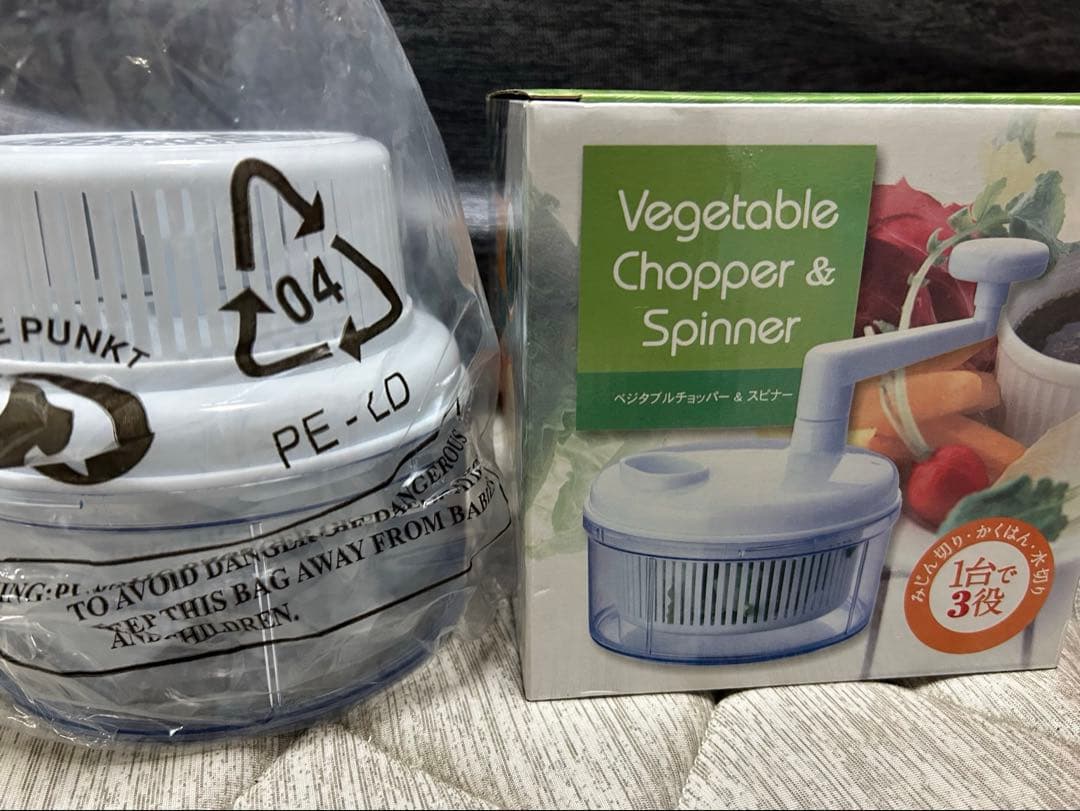 04
E PUNKT
PE-LD
TO AVOID DANGER
DANGEROUS
KEEP THIS BAG AWAY FROM BABIES
AND CHILDREN.
Vegetable
Chopper &
Spinner
ベジタブルチョッパー & スピナー
みじん切り・かくはん・水切り
1台で
3役